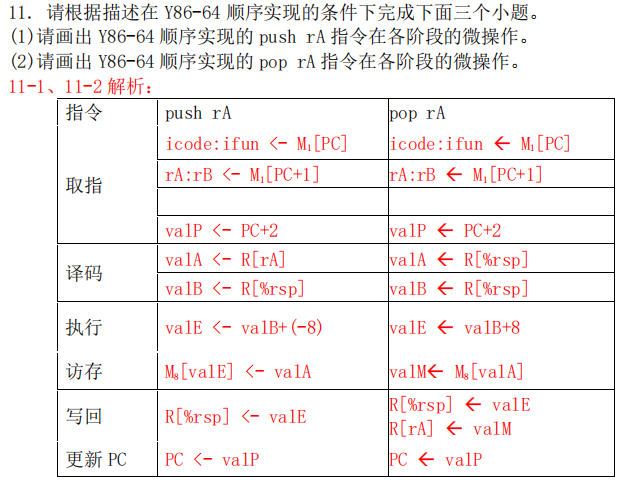 11. 请根据描述在 Y86-64 顺序实现的条件下完成下面三个小题。
(1)请画出 Y86-64 顺序实现的 push rA 指令在各阶段的微操作。
(2)请画出 Y86-64 顺序实现的 pop rA 指令在各阶段的微操作。
11-1、11-2 解析:
指令 push rA pop rA
取指 icode:ifun <- M₁[PC] icode:ifun ← M₁[PC]
rA:rB <- M₁[PC+1] rA:rB ← M₁[PC+1]
valP <- PC+2 valP ← PC+2
译码 valA <- R[rA] valA ← R[%rsp]
valB <- R[%rsp] valB ← R[%rsp]
执行 valE <- valB+(-8) valE ← valB+8
访存 M₈[valE] <- valA valM← M₈[valA]
写回 R[%rsp] <- valE R[%rsp] ← valE
R[rA] ← valM
更新 PC PC <- valP PC ← valP